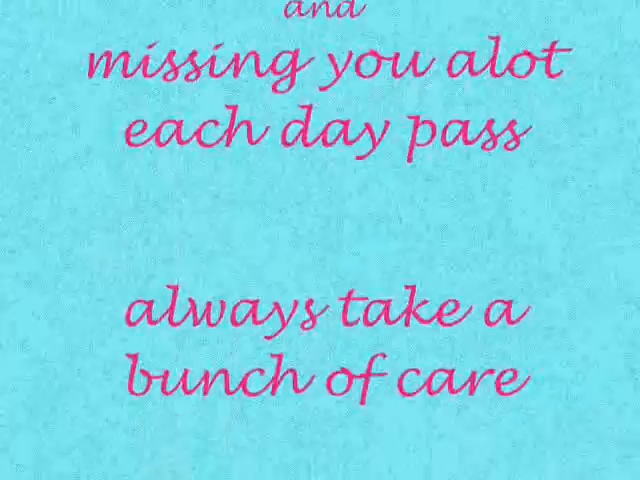 and
missing you alot
each day pass
always take a
bunch of care